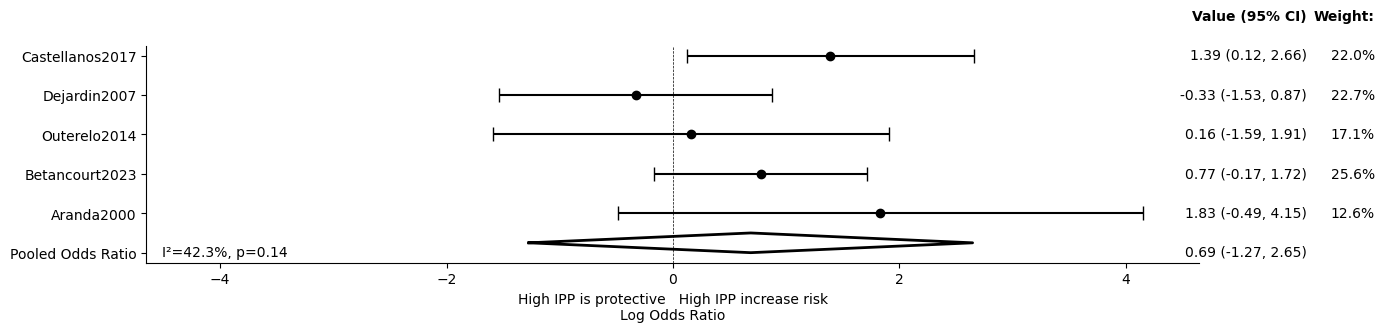 Value (95% CI) Weight:
Castellanos2017 1.39 (0.12, 2.66) 22.0%
Dejardin2007 -0.33 (-1.53, 0.87) 22.7%
Outerelo2014 0.16 (-1.59, 1.91) 17.1%
Betancourt2023 0.77 (-0.17, 1.72) 25.6%
Aranda2000 1.83 (-0.49, 4.15) 12.6%
Pooled Odds Ratio I²=42.3%, p=0.14 0.69 (-1.27, 2.65)
−4 −2 0 2 4
High IPP is protective High IPP increase risk
Log Odds Ratio